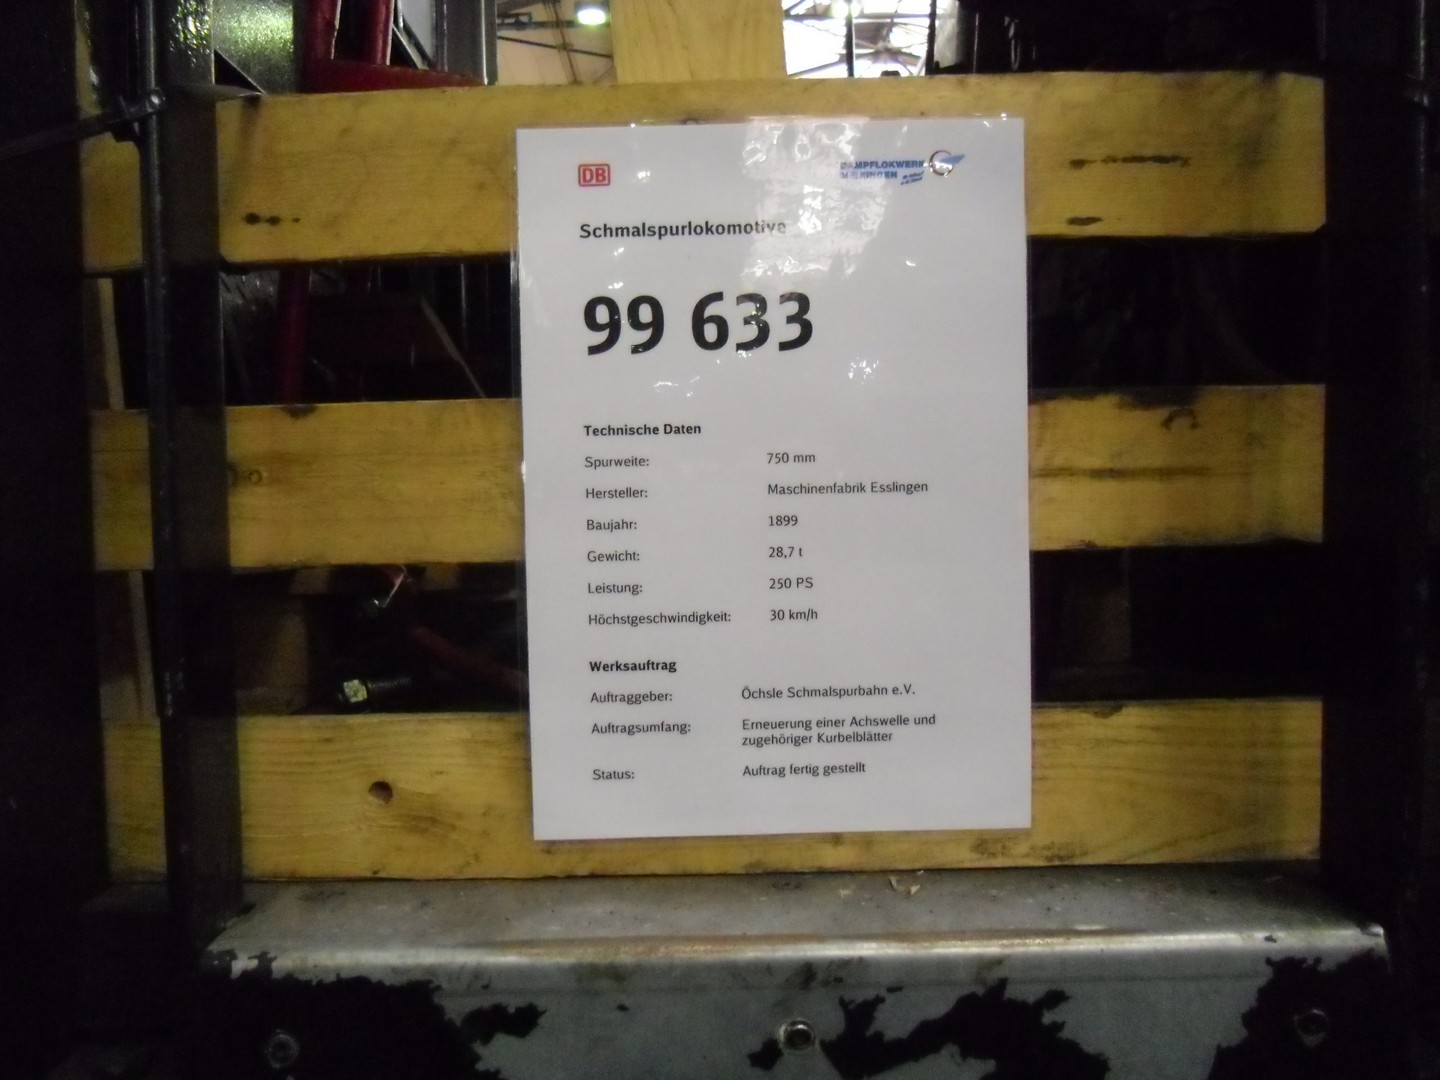 DB
DAMPFLOKWERK
MEININGEN
Schmalspurlokomotive
99 633
Technische Daten
Spurweite: 750 mm
Hersteller: Maschinenfabrik Esslingen
Baujahr: 1899
Gewicht: 28,7 t
Leistung: 250 PS
Höchstgeschwindigkeit: 30 km/h
Werksauftrag
Auftraggeber: Öchsle Schmalspurbahn e.V.
Auftragsumfang: Erneuerung einer Achswelle und
zugehöriger Kurbelblätter
Status: Auftrag fertig gestellt